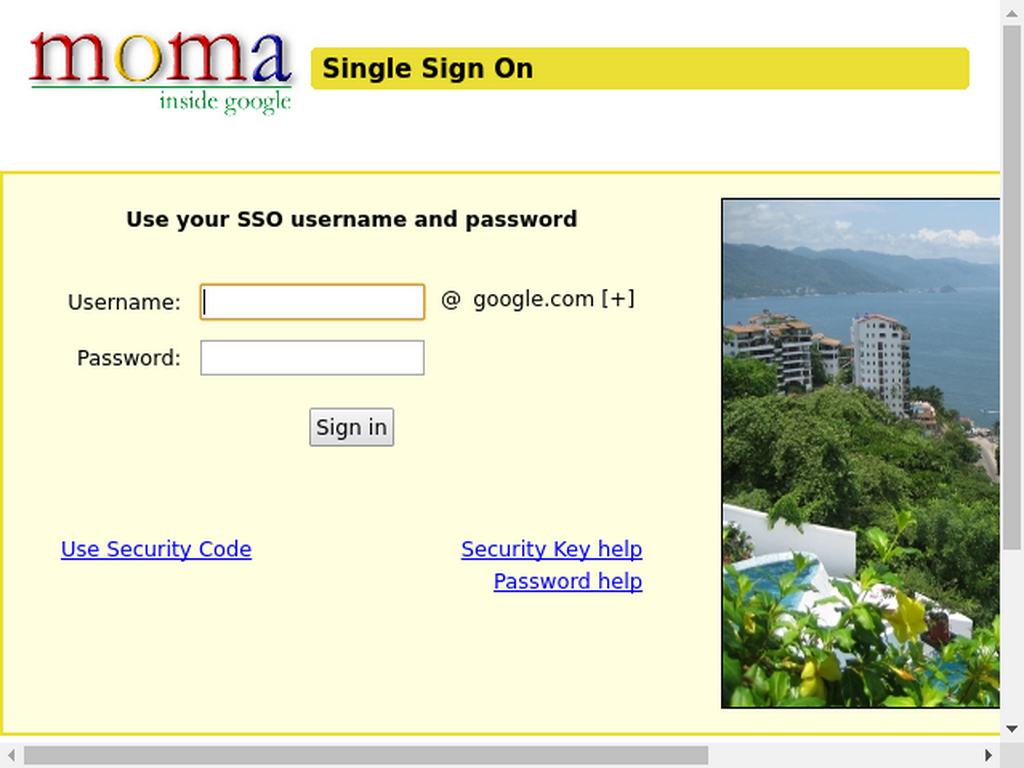 moma
inside google
Single Sign On
Use your SSO username and password
Username:
@ google.com [+]
Password:
Sign in
Use Security Code
Security Key help
Password help